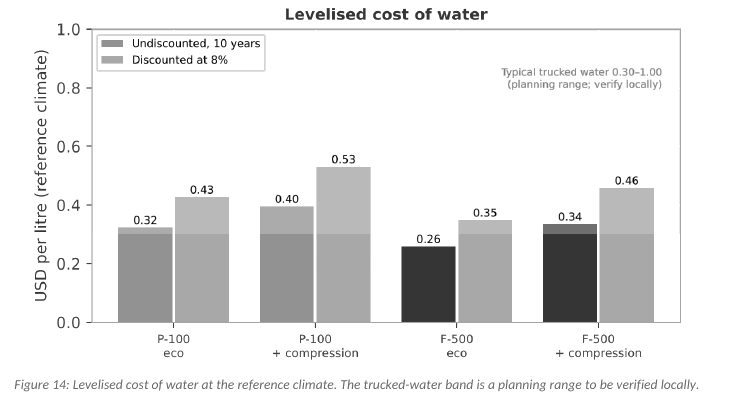 Levelised cost of water
USD per litre (reference climate)
1.0
0.8
0.6
0.4
0.2
0.0
Undiscounted, 10 years
Discounted at 8%
Typical trucked water 0.30–1.00
(planning range; verify locally)
0.32
0.43
0.40
0.53
0.26
0.35
0.34
0.46
P-100
eco
P-100
+ compression
F-500
eco
F-500
+ compression
Figure 14: Levelised cost of water at the reference climate. The trucked-water band is a planning range to be verified locally.